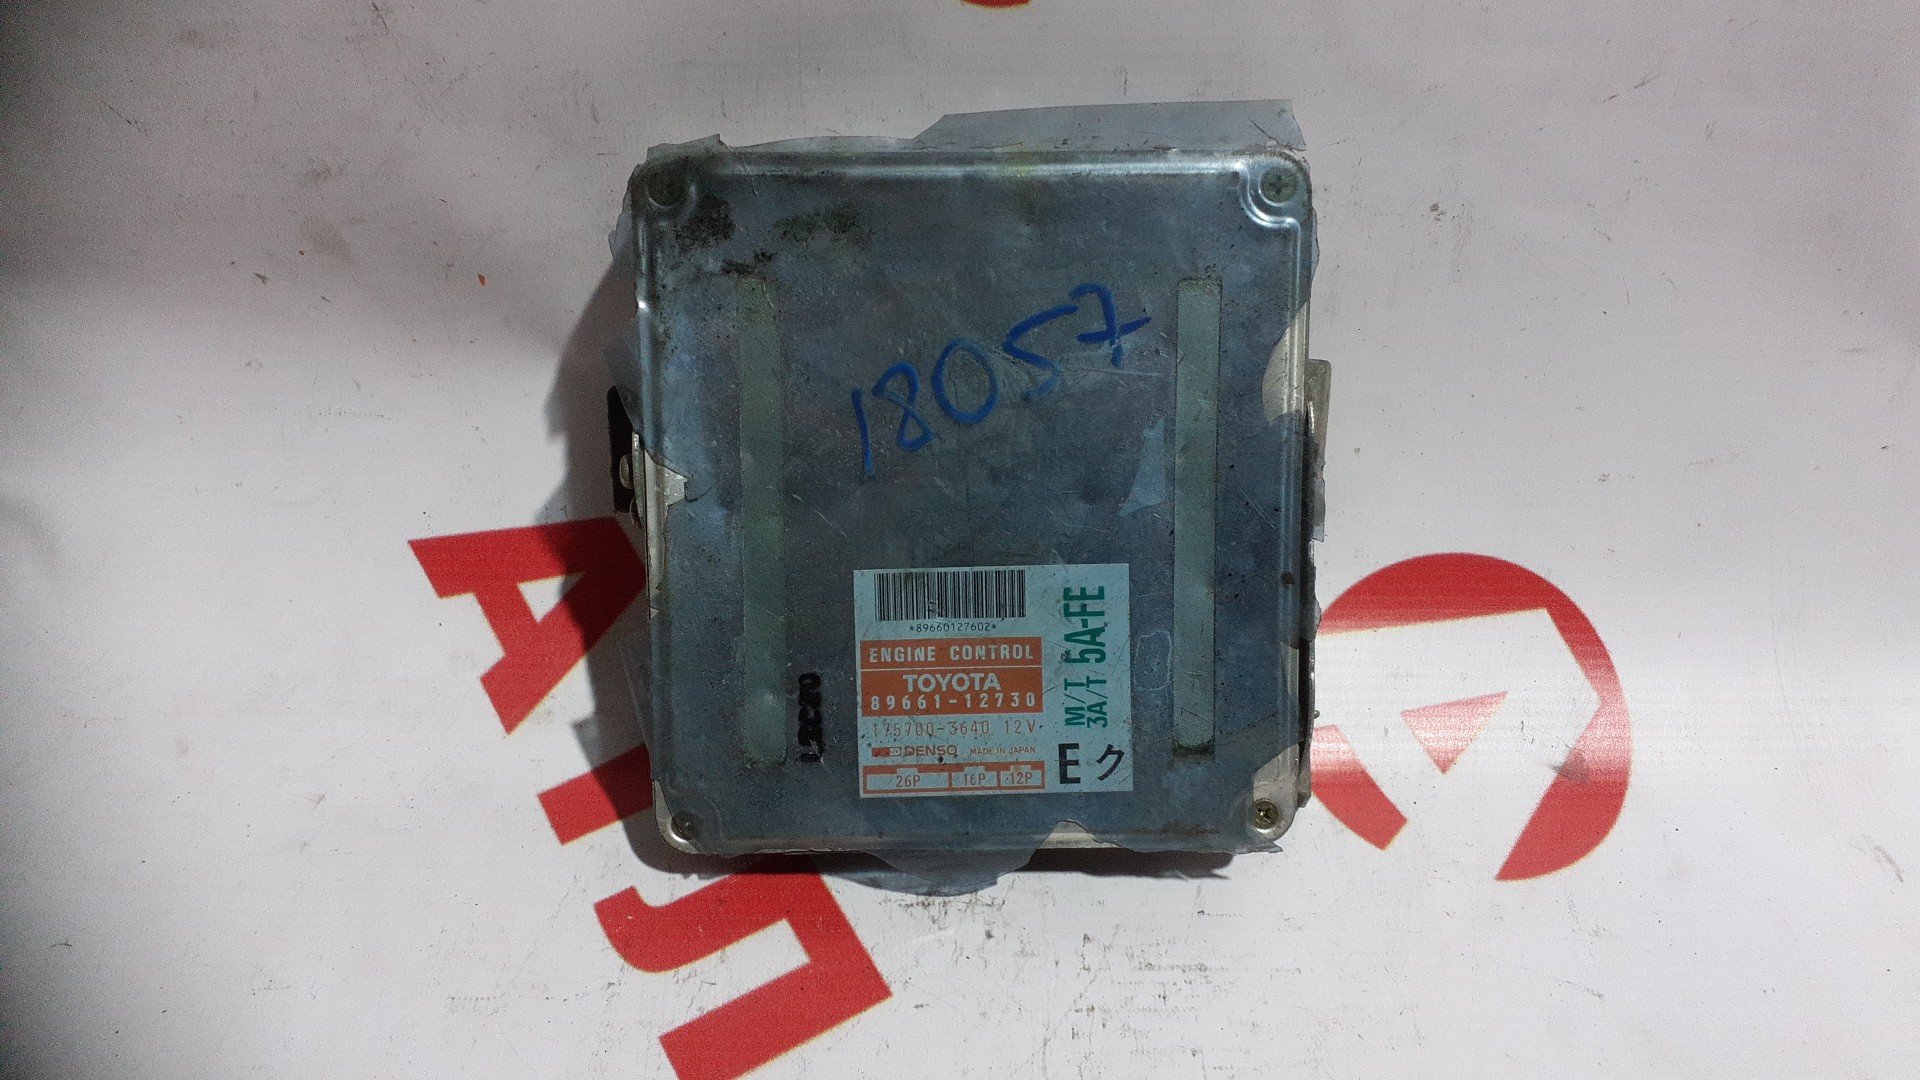 18057
*89660127602*
ENGINE CONTROL
TOYOTA
89661-12730
175700-3640 12V
DENSO MADE IN JAPAN
26P 16P 12P
M/T 5A-FE
3A/T
E ク